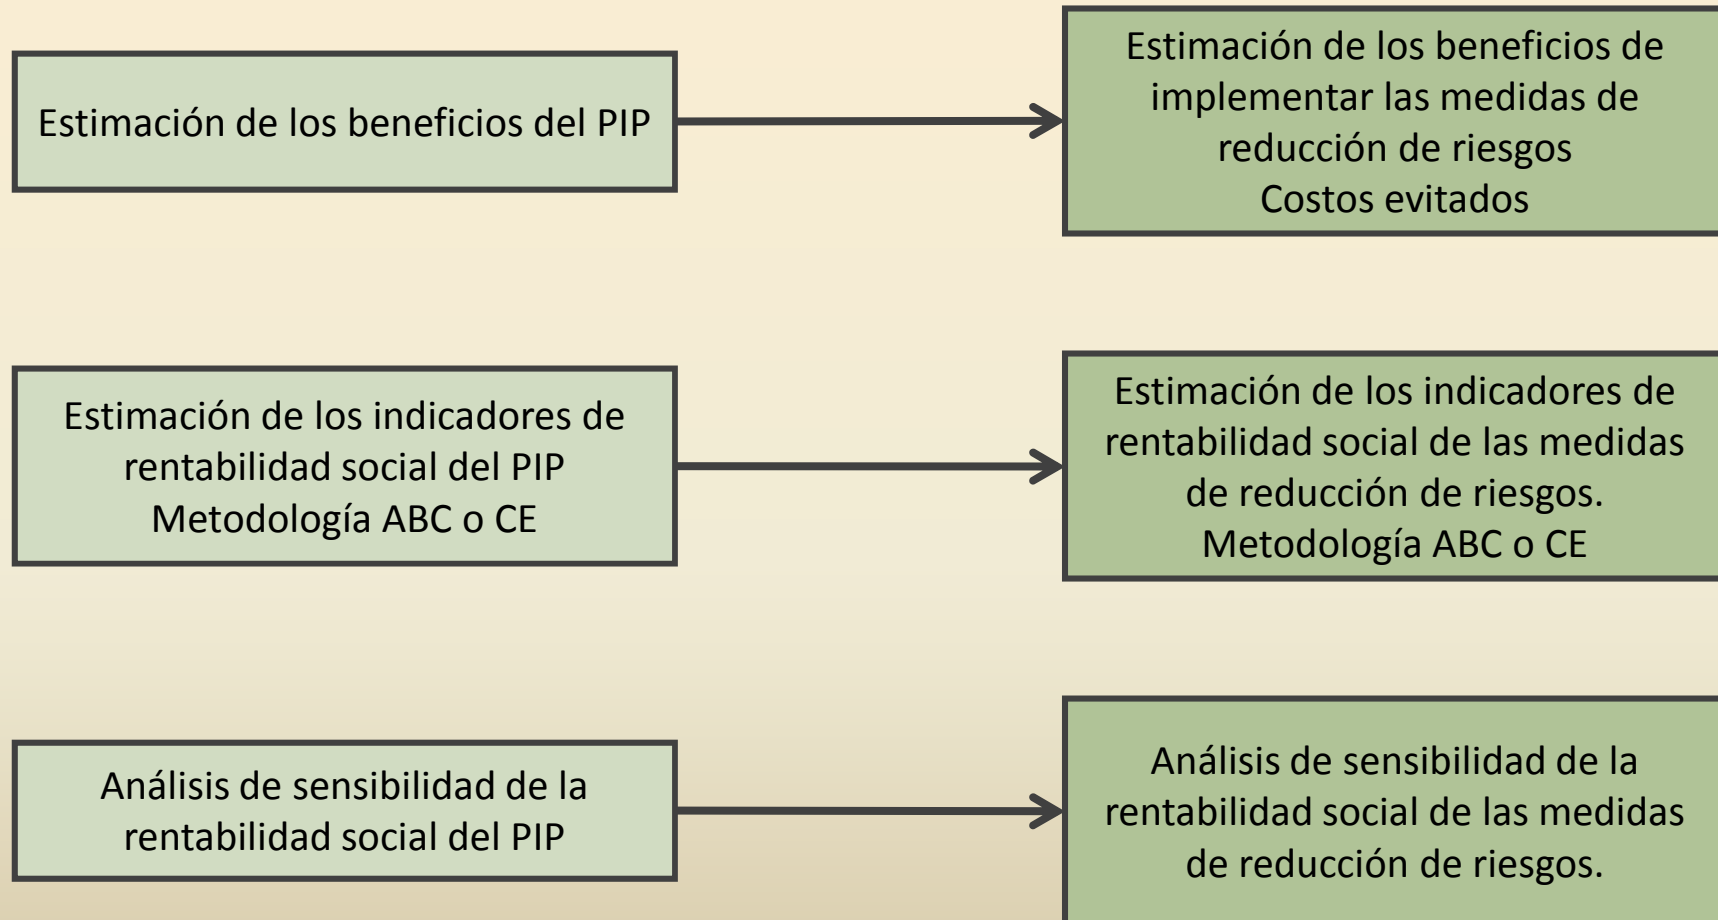 Estimación de los beneficios del PIP
Estimación de los beneficios de
implementar las medidas de
reducción de riesgos
Costos evitados
Estimación de los indicadores de
rentabilidad social del PIP
Metodología ABC o CE
Estimación de los indicadores de
rentabilidad social de las medidas
de reducción de riesgos.
Metodología ABC o CE
Análisis de sensibilidad de la
rentabilidad social del PIP
Análisis de sensibilidad de la
rentabilidad social de las medidas
de reducción de riesgos.